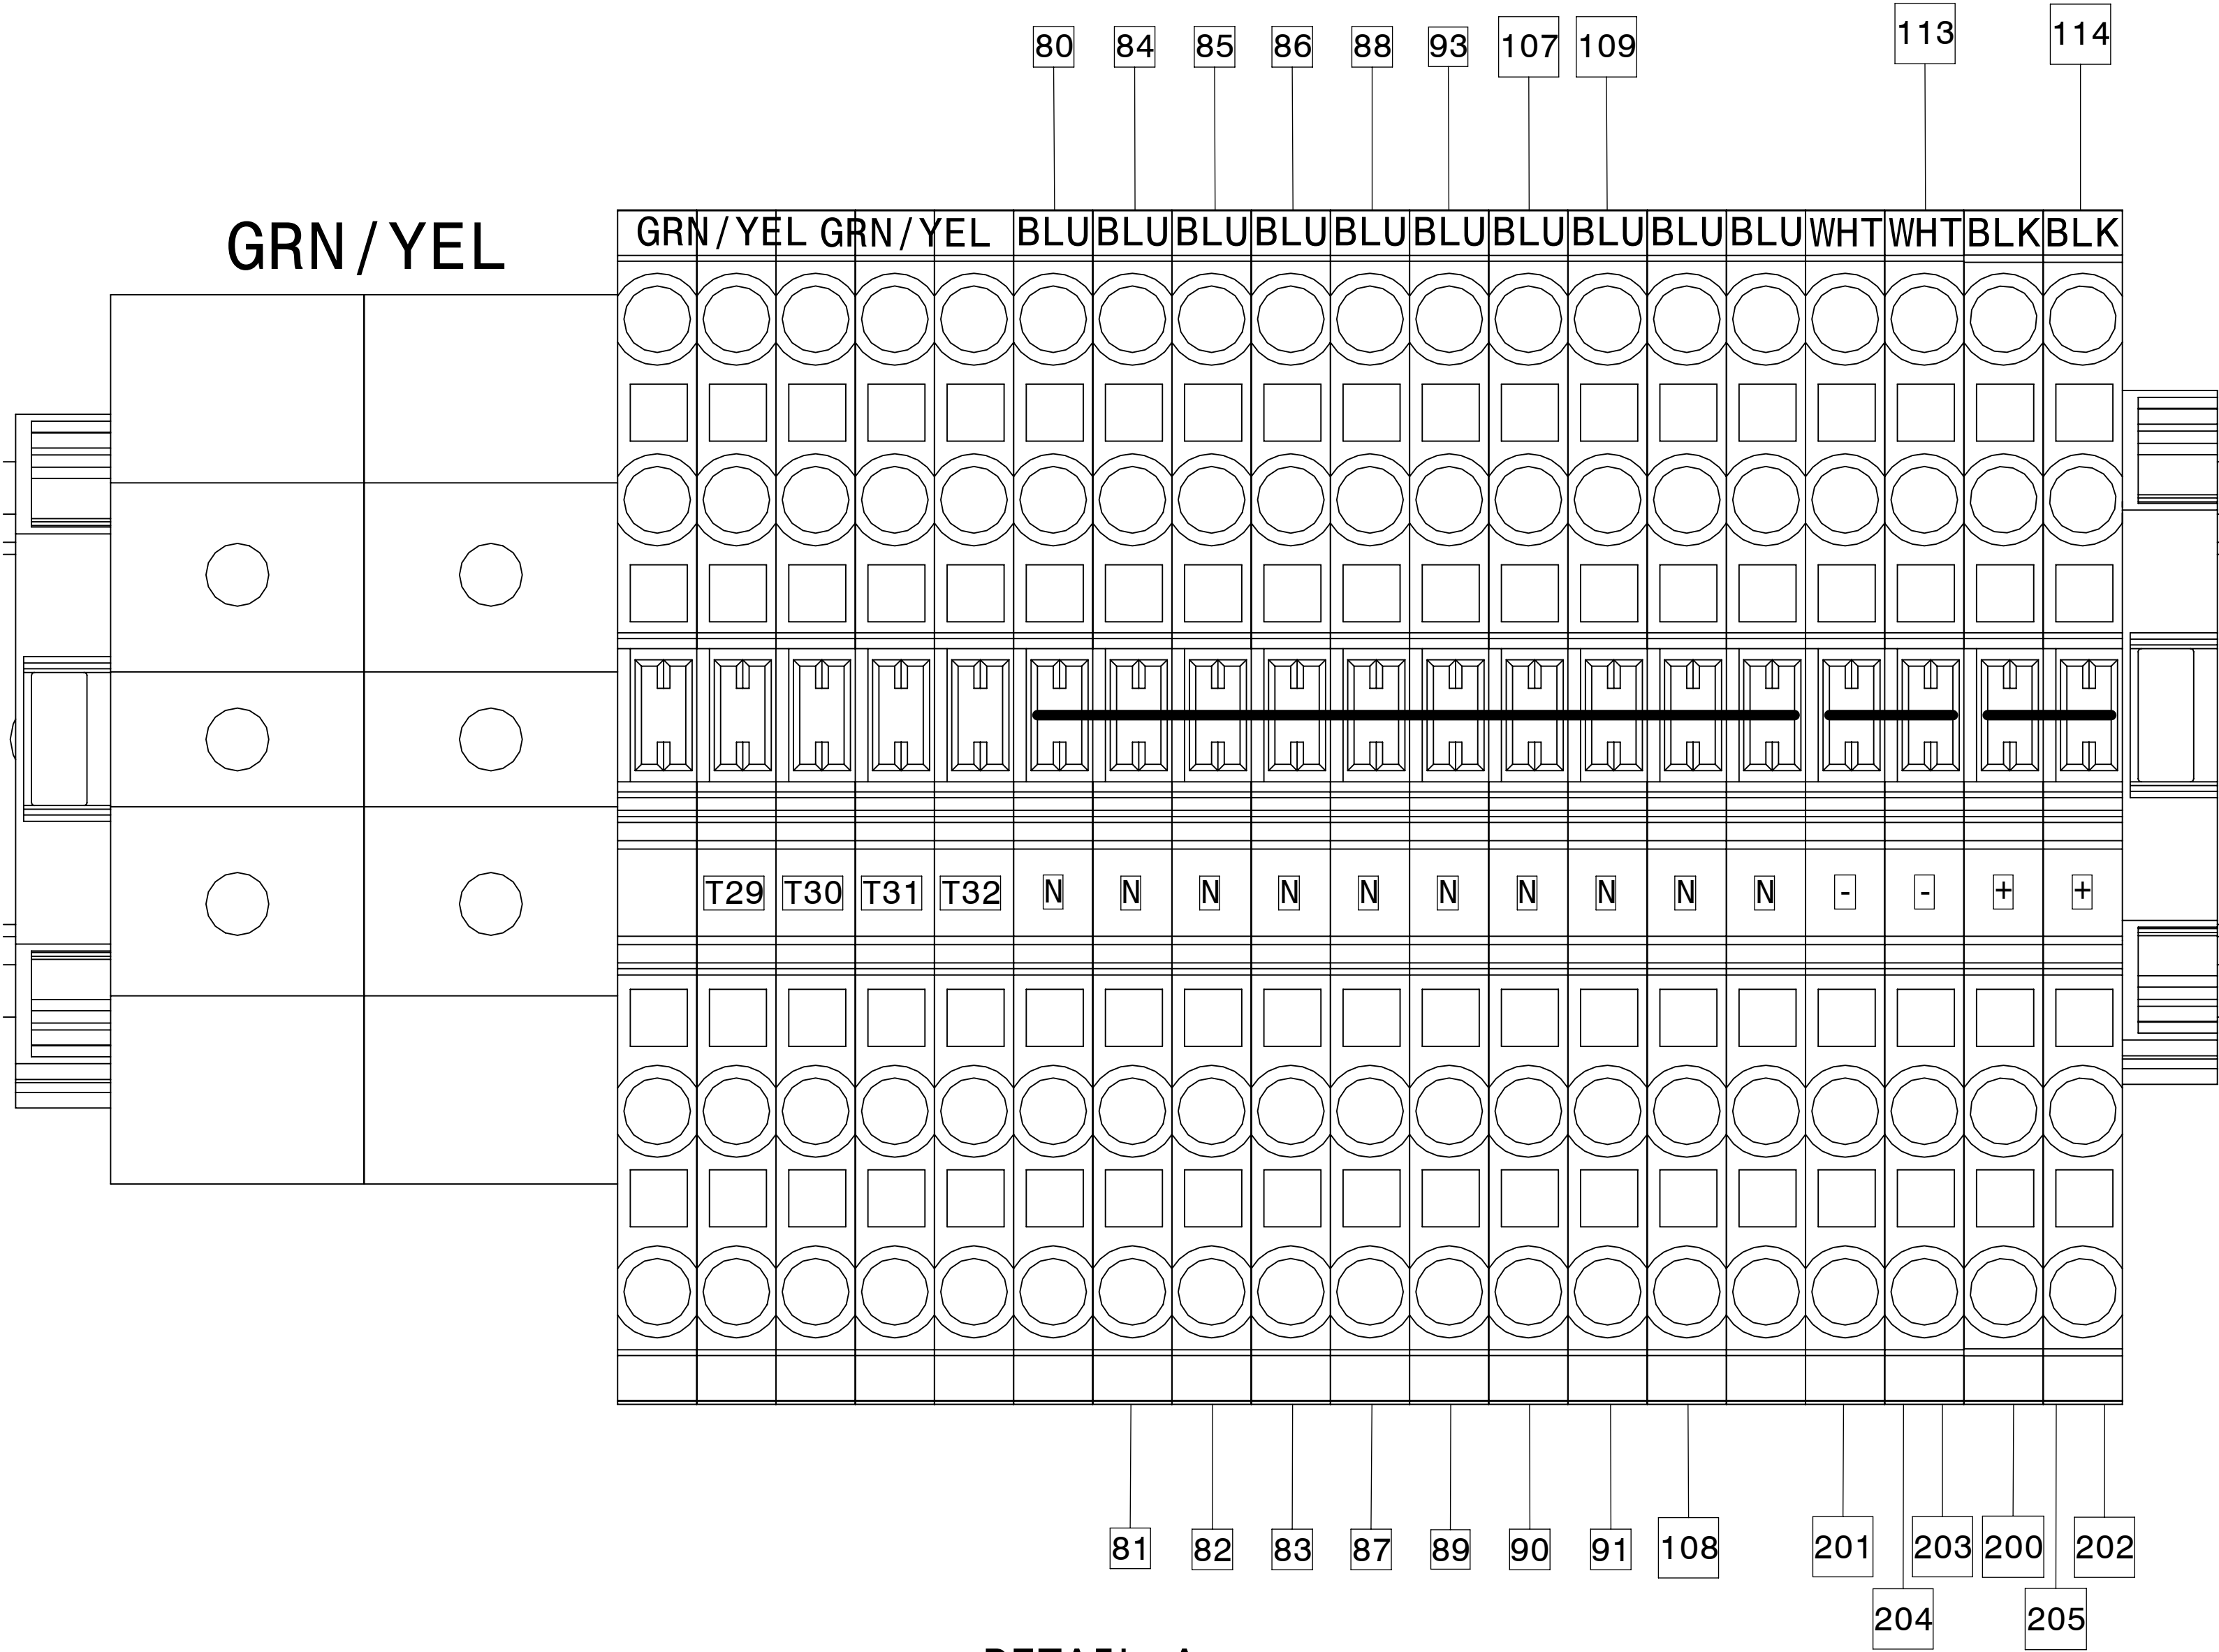 80 84 85 86 88 93 107 109 113 114
GRN/YEL
GRN/YEL GRN/YEL BLU BLU BLU BLU BLU BLU BLU BLU BLU BLU WHT WHT BLK BLK
T29 T30 T31 T32 N N N N N N N N N N - - + +
81 82 83 87 89 90 91 108 201 203 200 202
204 205